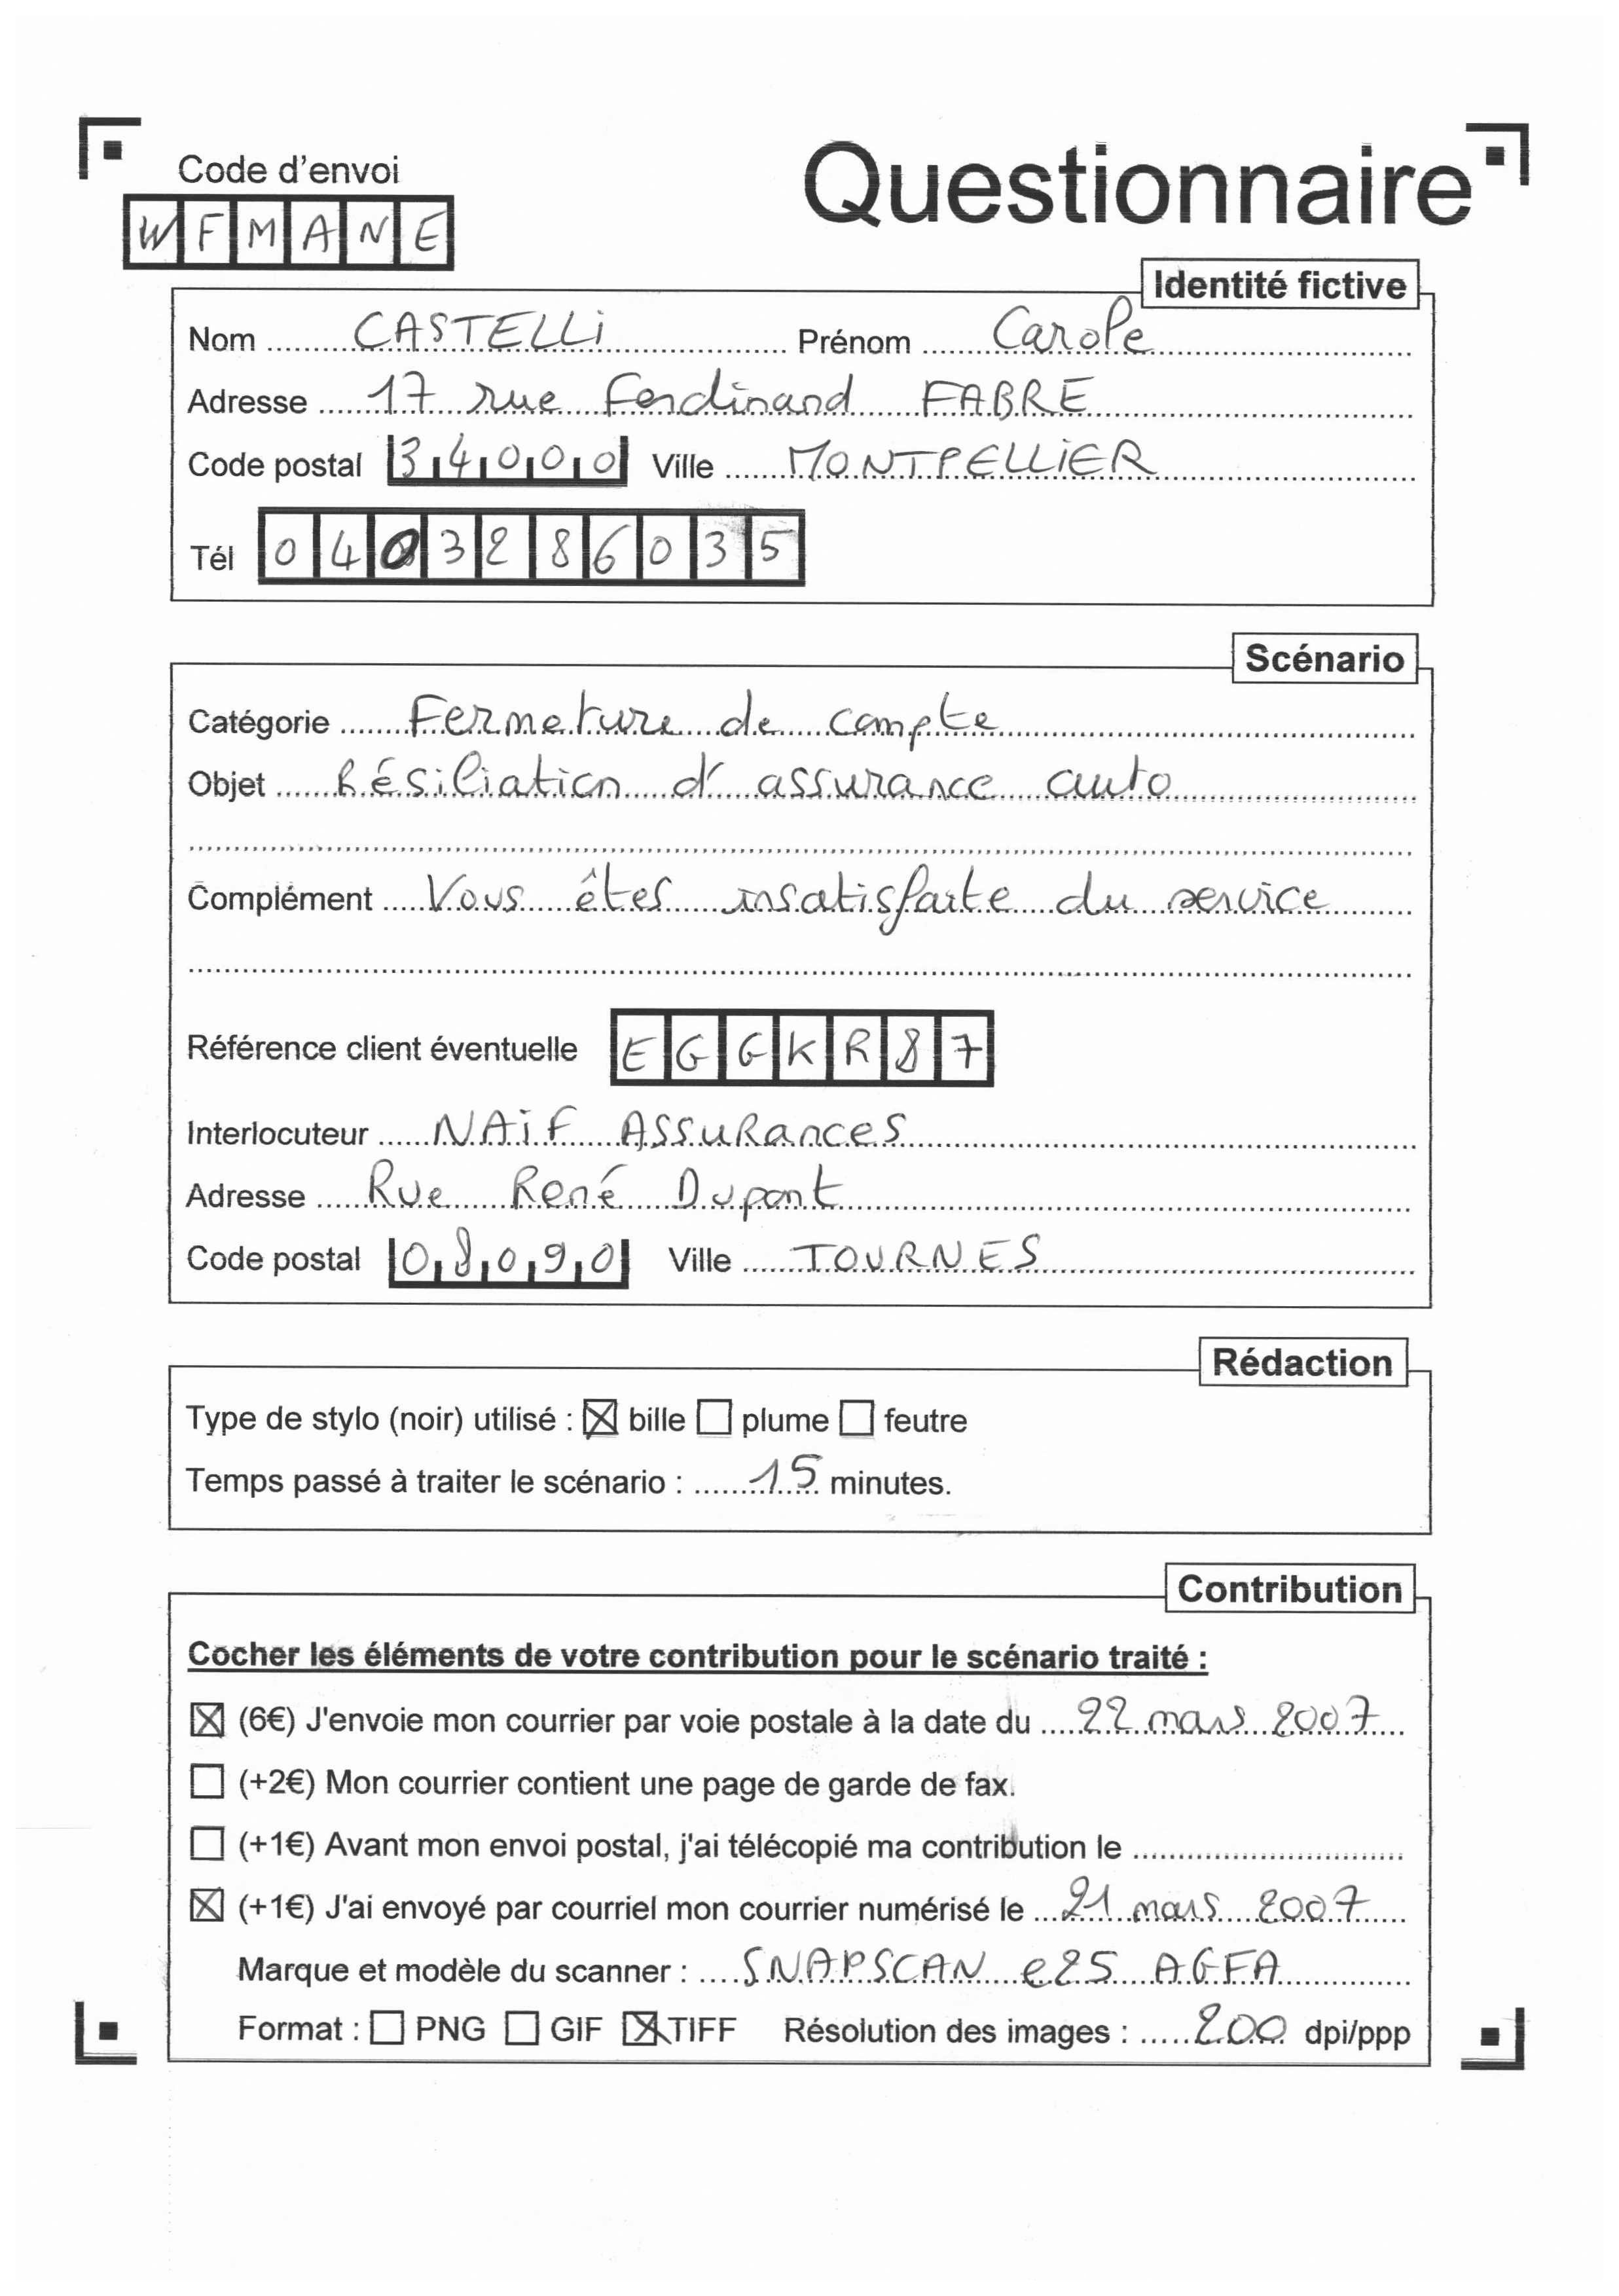 Code d'envoi
Questionnaire
WFMANE
Identité fictive
Nom CASTELLi Prénom Carole
Adresse 17 rue Ferdinand FABRE
Code postal 34000 Ville MONTPELLiER
Tél 0403286035
Scénario
Catégorie Fermeture de compte
Objet Résiliation d'assurance auto
Complément Vous êtes insatisfaite du service
Référence client éventuelle EGGKR87
Interlocuteur NAiF ASSuRances
Adresse Rue René Dupont
Code postal 08090 Ville TOURNES
Rédaction
Type de stylo (noir) utilisé : ☒ bille ☐ plume ☐ feutre
Temps passé à traiter le scénario : 15 minutes.
Contribution
Cocher les éléments de votre contribution pour le scénario traité :
☒ (6€) J'envoie mon courrier par voie postale à la date du 22 mars 2007
☐ (+2€) Mon courrier contient une page de garde de fax.
☐ (+1€) Avant mon envoi postal, j'ai télécopié ma contribution le
☒ (+1€) J'ai envoyé par courriel mon courrier numérisé le 21 mars 2007
Marque et modèle du scanner : SNAPSCAN e25 AGFA
Format : ☐ PNG ☐ GIF ☒ TIFF Résolution des images : 200 dpi/ppp